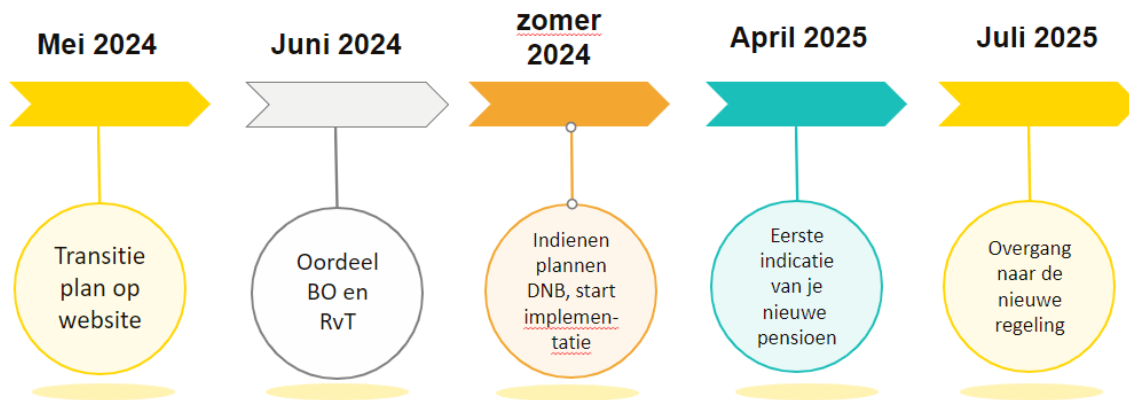 Mei 2024
Juni 2024
zomer
2024
April 2025
Juli 2025
Transitie
plan op
website
Oordeel
BO en
RvT
Indienen
plannen
DNB, start
implemen-
tatie
Eerste
indicatie
van je
nieuwe
pensioen
Overgang
naar de
nieuwe
regeling